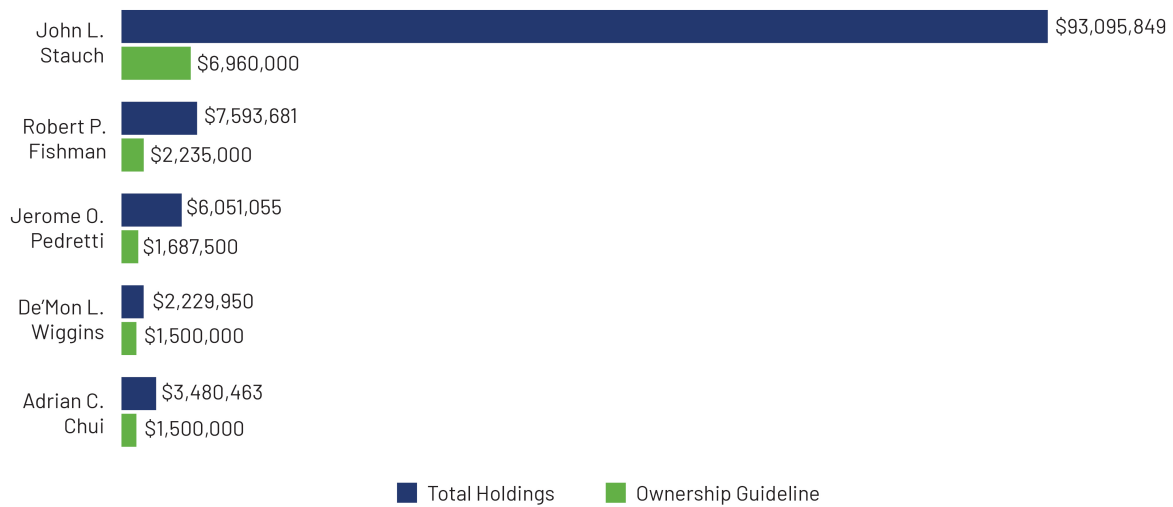 John L.
Stauch
$93,095,849
$6,960,000
Robert P.
Fishman
$7,593,681
$2,235,000
Jerome O.
Pedretti
$6,051,055
$1,687,500
De’Mon L.
Wiggins
$2,229,950
$1,500,000
Adrian C.
Chui
$3,480,463
$1,500,000
Total Holdings Ownership Guideline